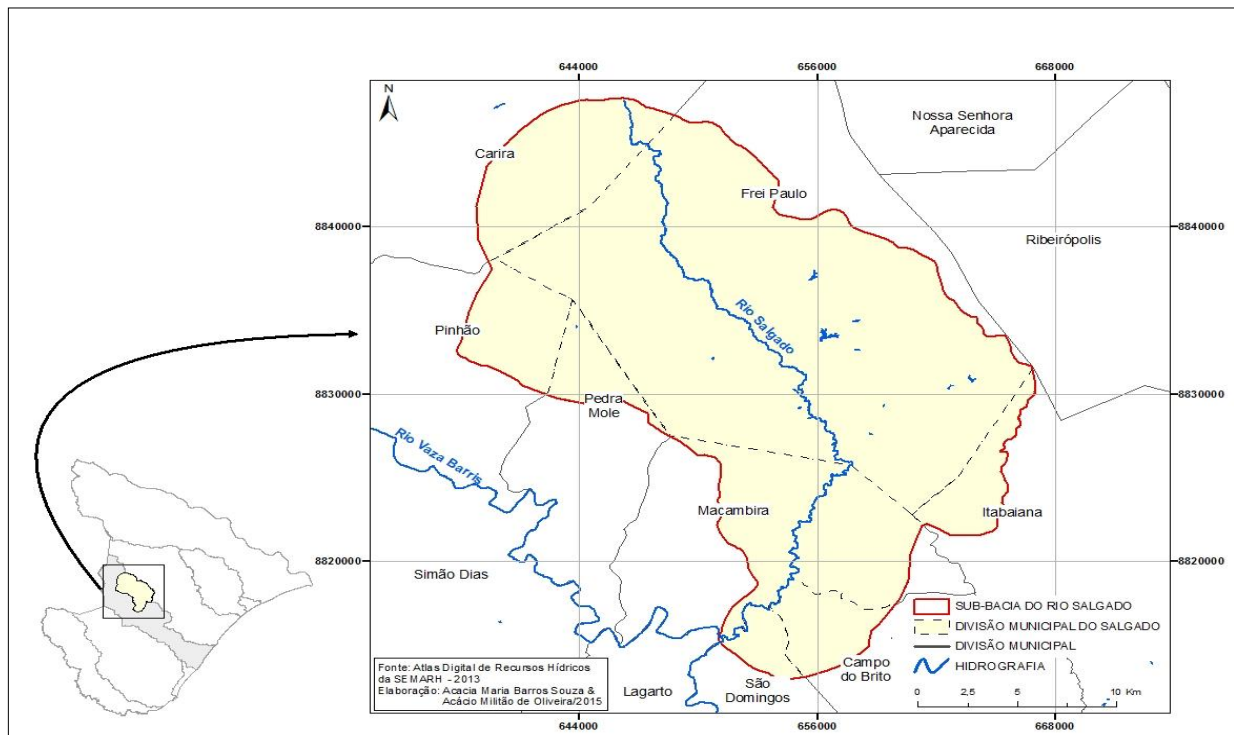 644000
656000
668000
N
Nossa Senhora
Aparecida
Carira
Frei Paulo
8840000
8840000
Ribeirópolis
Rio Salgado
Pinhão
8830000
8830000
Pedra
Mole
Rio Vaza Barris
Macambira
Itabaiana
8820000
8820000
Simão Dias
SUB-BACIA DO RIO SALGADO
DIVISÃO MUNICIPAL DO SALGADO
DIVISÃO MUNICIPAL
HIDROGRAFIA
Campo
do Brito
São
Domingos
Lagarto
Fonte: Atlas Digital de Recursos Hídricos
da SEMARH - 2013
Elaboração: Acacia Maria Barros Souza &
Acácio Militão de Oliveira/2015
0 2,5 5 10 Km
644000
656000
668000